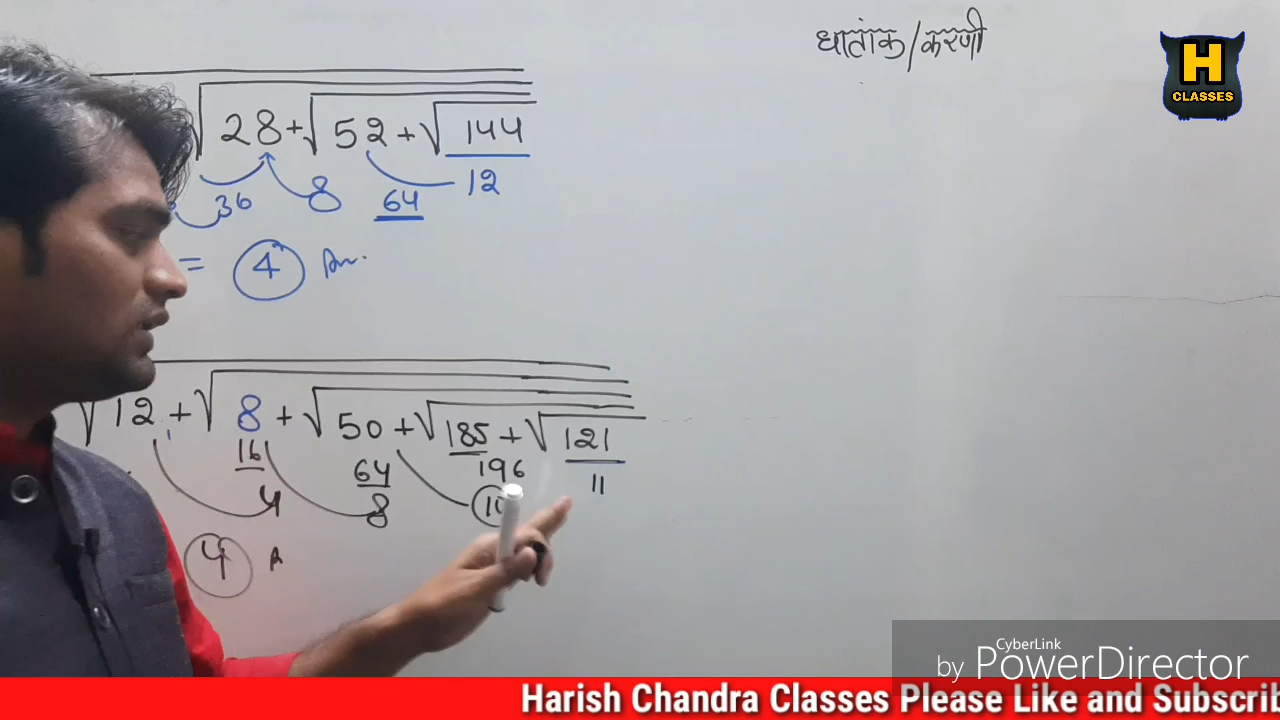 घातांक/करणी
H
CLASSES
√28+√52+√144
36 8 64 12
= 4 Ans.
√12+√8+√50+√185+√121
16 64 196 11
4 8
4 A
CyberLink
by PowerDirector
Harish Chandra Classes Please Like and Subscrib